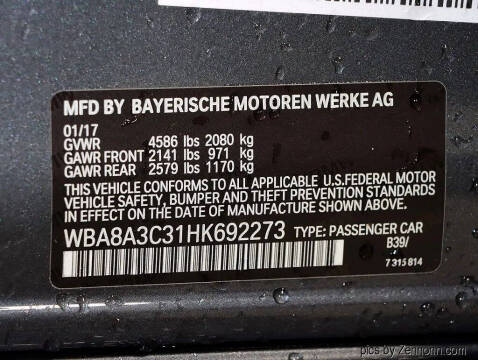 MFD BY BAYERISCHE MOTOREN WERKE AG
01/17
GVWR 4586 lbs 2080 kg
GAWR FRONT 2141 lbs 971 kg
GAWR REAR 2579 lbs 1170 kg
THIS VEHICLE CONFORMS TO ALL APPLICABLE U.S.FEDERAL MOTOR
VEHICLE SAFETY, BUMPER AND THEFT PREVENTION STANDARDS
IN EFFECT ON THE DATE OF MANUFACTURE SHOWN ABOVE.
WBA8A3C31HK692273 TYPE: PASSENGER CAR
B39/
7 315 814
pics by Zennorm.com